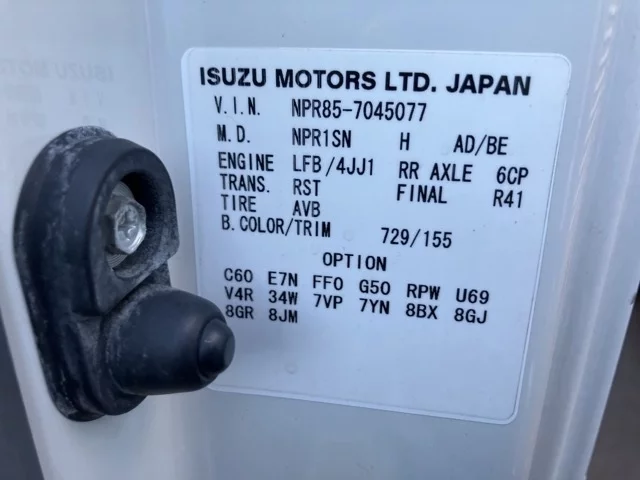 ISUZU MOTORS LTD. JAPAN
V.I.N. NPR85-7045077
M.D. NPR1SN H AD/BE
ENGINE LFB/4JJ1 RR AXLE 6CP
TRANS. RST FINAL R41
TIRE AVB
B.COLOR/TRIM 729/155
OPTION
C60 E7N FF0 G50 RPW U69
V4R 34W 7VP 7YN 8BX 8GJ
8GR 8JM